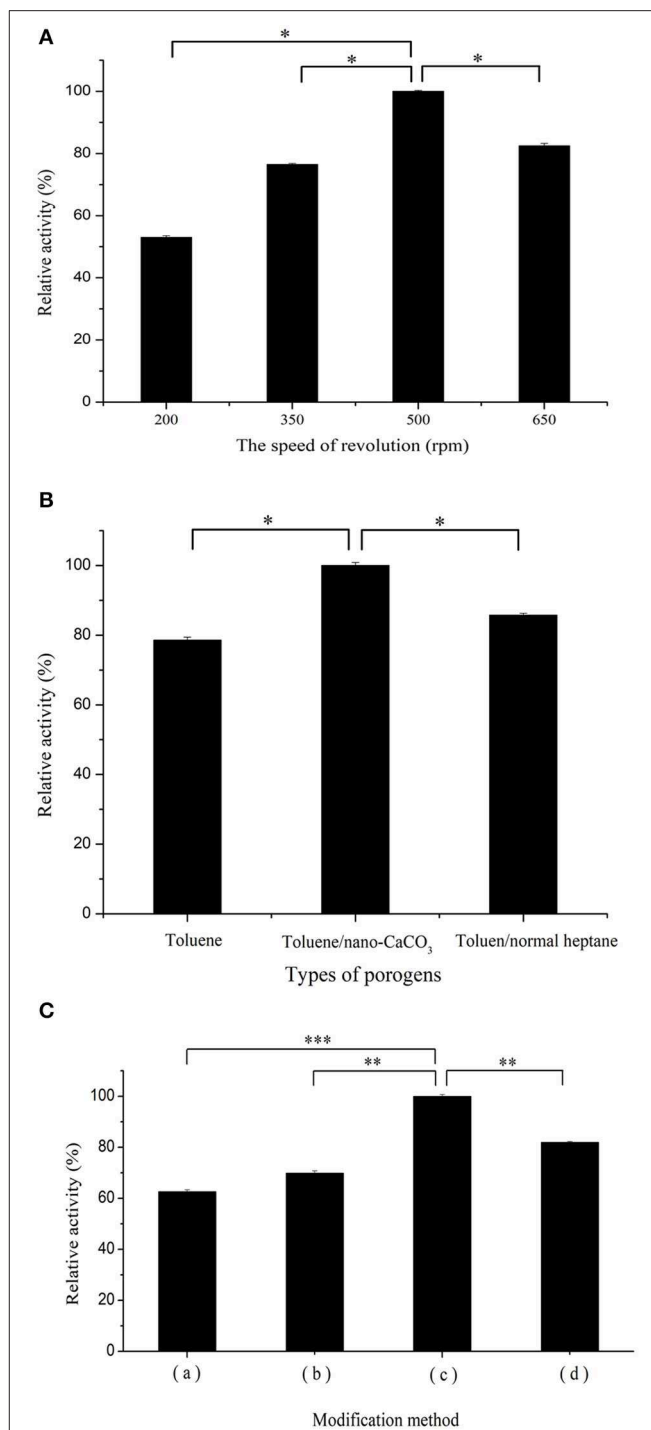 A
*
* *
100
80
60
40
20
0
Relative activity (%)
200 350 500 650
The speed of revolution (rpm)
B
* *
100
80
60
40
20
0
Relative activity (%)
Toluene Toluene/nano-CaCO₃ Toluen/normal heptane
Types of porogens
C
***
** **
100
80
60
40
20
0
Relative activity (%)
( a ) ( b ) ( c ) ( d )
Modification method